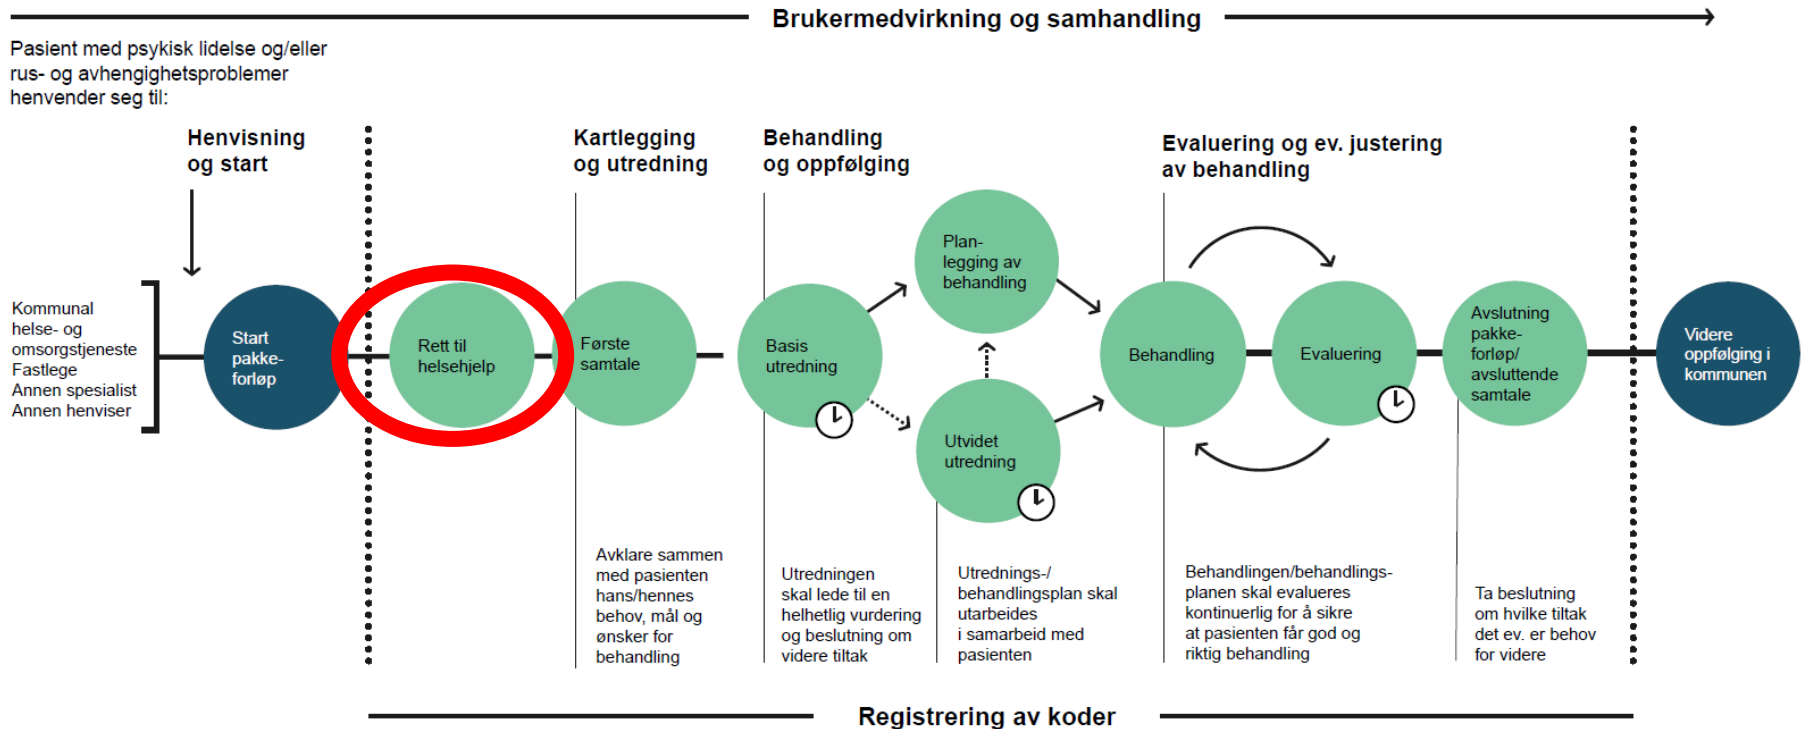 Brukermedvirkning og samhandling
Pasient med psykisk lidelse og/eller
rus- og avhengighetsproblemer
henvender seg til:
Henvisning
og start
Kartlegging
og utredning
Behandling
og oppfølging
Evaluering og ev. justering
av behandling
Kommunal
helse- og
omsorgstjeneste
Fastlege
Annen spesialist
Annen henviser
Start
pakke-
forløp
Rett til
helsehjelp
Første
samtale
Basis
utredning
Plan-
legging av
behandling
Utvidet
utredning
Behandling
Evaluering
Avslutning
pakke-
forløp/
avsluttende
samtale
Videre
oppfølging i
kommunen
Avklare sammen
med pasienten
hans/hennes
behov, mål og
ønsker for
behandling
Utredningen
skal lede til en
helhetlig vurdering
og beslutning om
videre tiltak
Utrednings-/
behandlingsplan skal
utarbeides
i samarbeid med
pasienten
Behandlingen/behandlings-
planen skal evalueres
kontinuerlig for å sikre
at pasienten får god og
riktig behandling
Ta beslutning
om hvilke tiltak
det ev. er behov
for videre
Registrering av koder